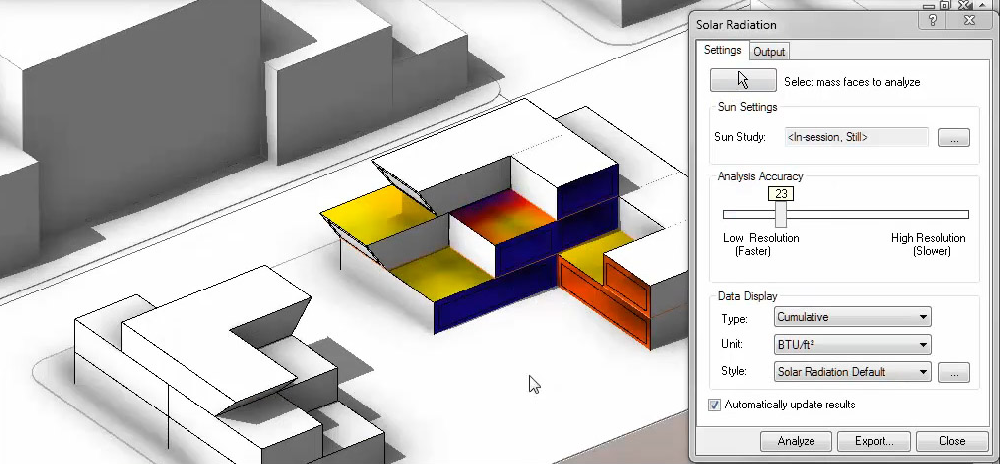 Solar Radiation
Settings Output
Select mass faces to analyze
Sun Settings
Sun Study: <In-session, Still> ...
Analysis Accuracy
23
Low Resolution High Resolution
(Faster) (Slower)
Data Display
Type: Cumulative
Unit: BTU/ft²
Style: Solar Radiation Default ...
Automatically update results
Analyze Export... Close